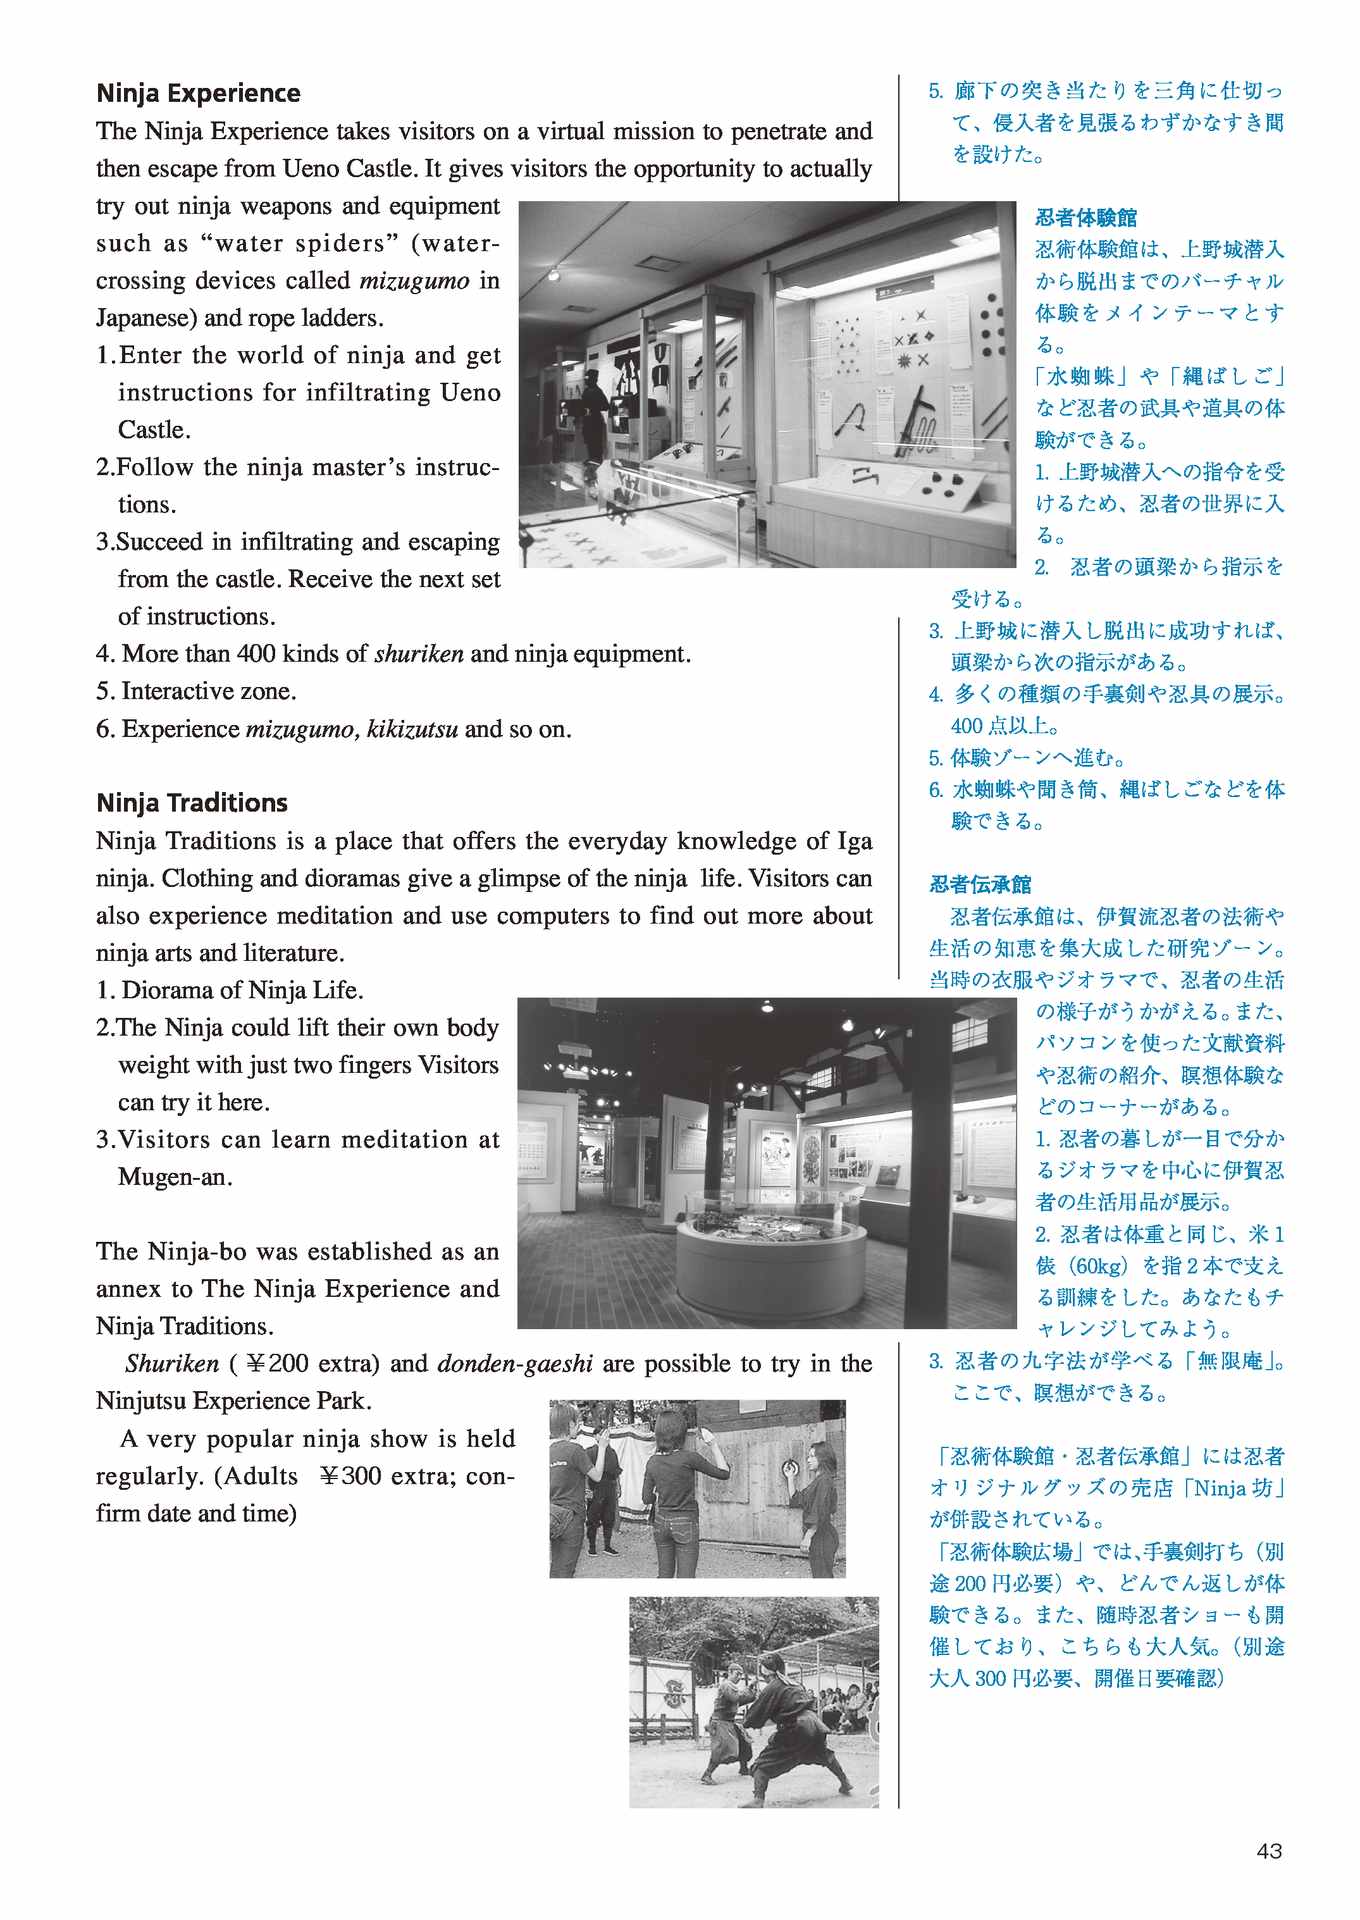 Ninja Experience
The Ninja Experience takes visitors on a virtual mission to penetrate and
then escape from Ueno Castle. It gives visitors the opportunity to actually
try out ninja weapons and equipment
such as “water spiders” (water-
crossing devices called mizugumo in
Japanese) and rope ladders.
1.Enter the world of ninja and get
instructions for infiltrating Ueno
Castle.
2.Follow the ninja master’s instruc-
tions.
3.Succeed in infiltrating and escaping
from the castle. Receive the next set
of instructions.
4. More than 400 kinds of shuriken and ninja equipment.
5. Interactive zone.
6. Experience mizugumo, kikizutsu and so on.
Ninja Traditions
Ninja Traditions is a place that offers the everyday knowledge of Iga
ninja. Clothing and dioramas give a glimpse of the ninja life. Visitors can
also experience meditation and use computers to find out more about
ninja arts and literature.
1. Diorama of Ninja Life.
2.The Ninja could lift their own body
weight with just two fingers Visitors
can try it here.
3.Visitors can learn meditation at
Mugen-an.
The Ninja-bo was established as an
annex to The Ninja Experience and
Ninja Traditions.
Shuriken ( ¥200 extra) and donden-gaeshi are possible to try in the
Ninjutsu Experience Park.
A very popular ninja show is held
regularly. (Adults ¥300 extra; con-
firm date and time)
5. 廊下の突き当たりを三角に仕切っ
て、侵入者を見張るわずかなすき間
を設けた。
忍者体験館
忍術体験館は、上野城潜入
から脱出までのバーチャル
体験をメインテーマとす
る。
「水蜘蛛」や「縄ばしご」
など忍者の武具や道具の体
験ができる。
1. 上野城潜入への指令を受
けるため、忍者の世界に入
る。
2. 忍者の頭梁から指示を
受ける。
3. 上野城に潜入し脱出に成功すれば、
頭梁から次の指示がある。
4. 多くの種類の手裏剣や忍具の展示。
400 点以上。
5. 体験ゾーンへ進む。
6. 水蜘蛛や聞き筒、縄ばしごなどを体
験できる。
忍者伝承館
忍者伝承館は、伊賀流忍者の法術や
生活の知恵を集大成した研究ゾーン。
当時の衣服やジオラマで、忍者の生活
の様子がうかがえる。また、
パソコンを使った文献資料
や忍術の紹介、瞑想体験な
どのコーナーがある。
1. 忍者の暮しが一目で分か
るジオラマを中心に伊賀忍
者の生活用品が展示。
2. 忍者は体重と同じ、米 1
俵（60kg）を指 2 本で支え
る訓練をした。あなたもチ
ャレンジしてみよう。
3. 忍者の九字法が学べる「無限庵」。
ここで、瞑想ができる。
「忍術体験館・忍者伝承館」には忍者
オリジナルグッズの売店「Ninja 坊」
が併設されている。
「忍術体験広場」では、手裏剣打ち（別
途 200 円必要）や、どんでん返しが体
験できる。また、随時忍者ショーも開
催しており、こちらも大人気。（別途
大人 300 円必要、開催日要確認）
43